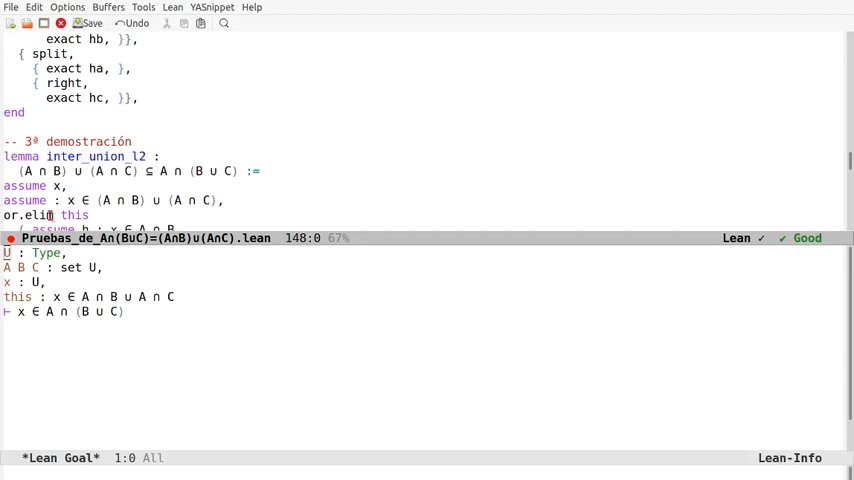 File Edit Options Buffers Tools Lean YASnippet Help
Save Undo
exact hb, }},
{ split,
{ exact ha, },
{ right,
exact hc, }},
end
-- 3ª demostración
lemma inter_union_l2 :
(A ∩ B) ∪ (A ∩ C) ⊆ A ∩ (B ∪ C) :=
assume x,
assume : x ∈ (A ∩ B) ∪ (A ∩ C),
or.elim this
( assume h : x ∈ A ∩ B
Pruebas_de_A∩(B∪C)=(A∩B)∪(A∩C).lean 148:0 67% Lean ✓ ✓ Good
U : Type,
A B C : set U,
x : U,
this : x ∈ A ∩ B ∪ A ∩ C
⊢ x ∈ A ∩ (B ∪ C)
*Lean Goal* 1:0 All Lean-Info